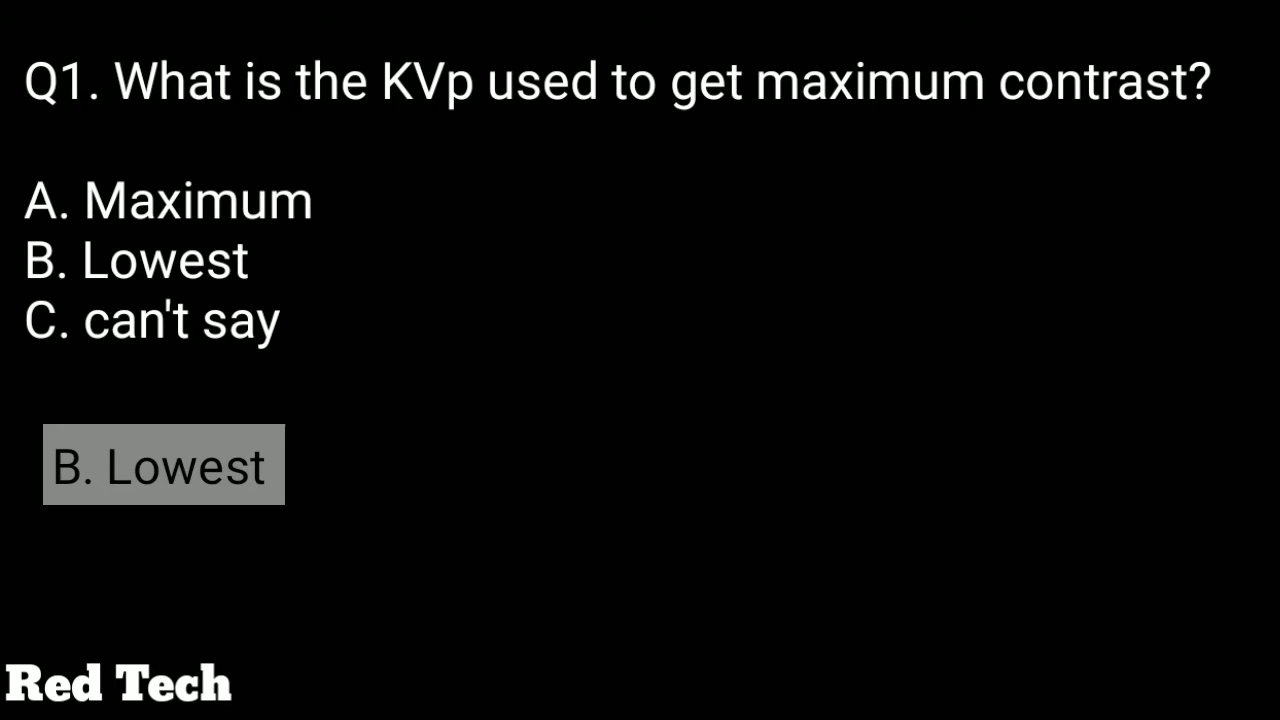 Q1. What is the KVp used to get maximum contrast?
A. Maximum
B. Lowest
C. can't say
B. Lowest
Red Tech